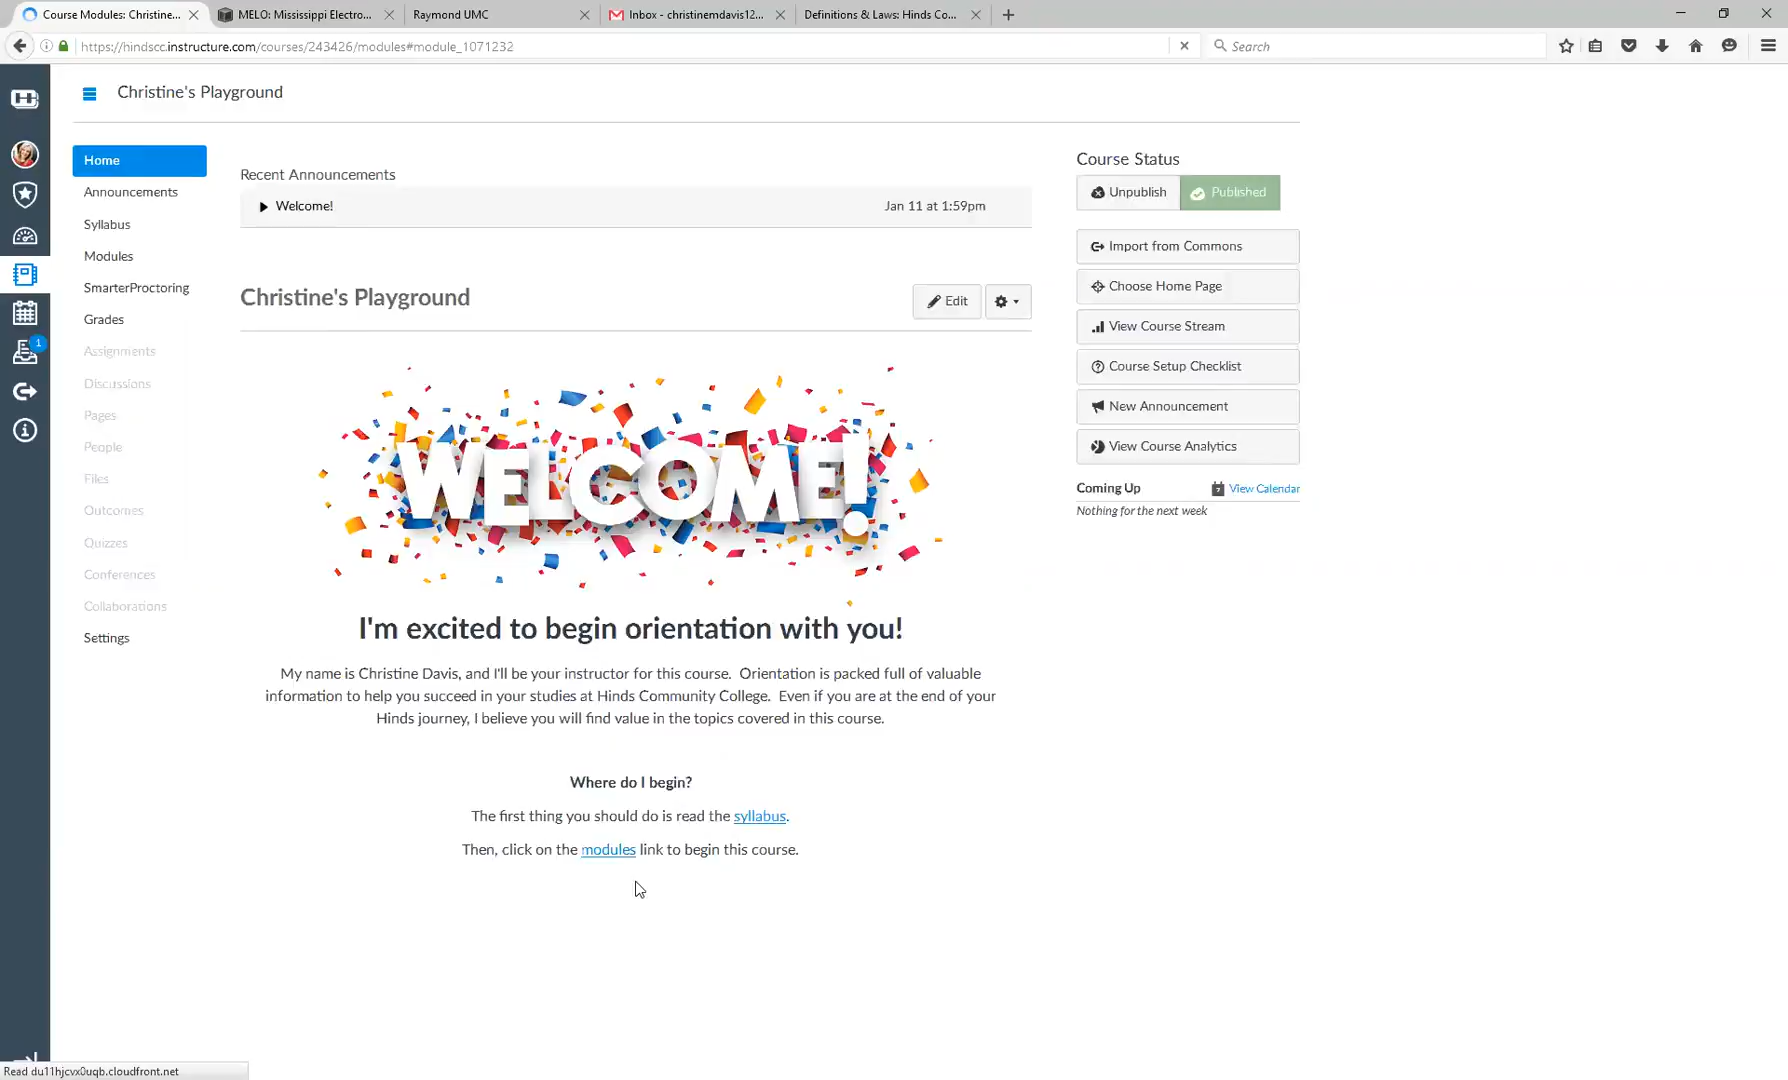 Course Modules: Christine...
MELO: Mississippi Electro...
Raymond UMC
Inbox - christinemdavis12...
Definitions & Laws: Hinds Co...
https://hindscc.instructure.com/courses/243426/modules#module_1071232
Search
Christine's Playground
Home
Announcements
Syllabus
Modules
SmarterProctoring
Grades
Assignments
Discussions
Pages
People
Files
Outcomes
Quizzes
Conferences
Collaborations
Settings
1
Recent Announcements
Welcome!
Jan 11 at 1:59pm
Christine's Playground
Edit
WELCOME!
I'm excited to begin orientation with you!
My name is Christine Davis, and I'll be your instructor for this course. Orientation is packed full of valuable
information to help you succeed in your studies at Hinds Community College. Even if you are at the end of your
Hinds journey, I believe you will find value in the topics covered in this course.
Where do I begin?
The first thing you should do is read the syllabus.
Then, click on the modules link to begin this course.
Course Status
Unpublish
Published
Import from Commons
Choose Home Page
View Course Stream
Course Setup Checklist
New Announcement
View Course Analytics
Coming Up
View Calendar
Nothing for the next week
Read du11hjcvx0uqb.cloudfront.net